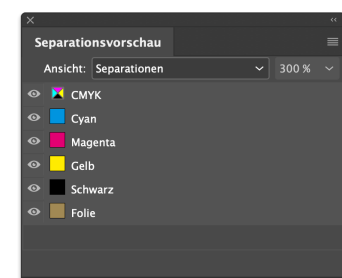 Separationsvorschau
Ansicht: Separationen 300 %
CMYK
Cyan
Magenta
Gelb
Schwarz
Folie